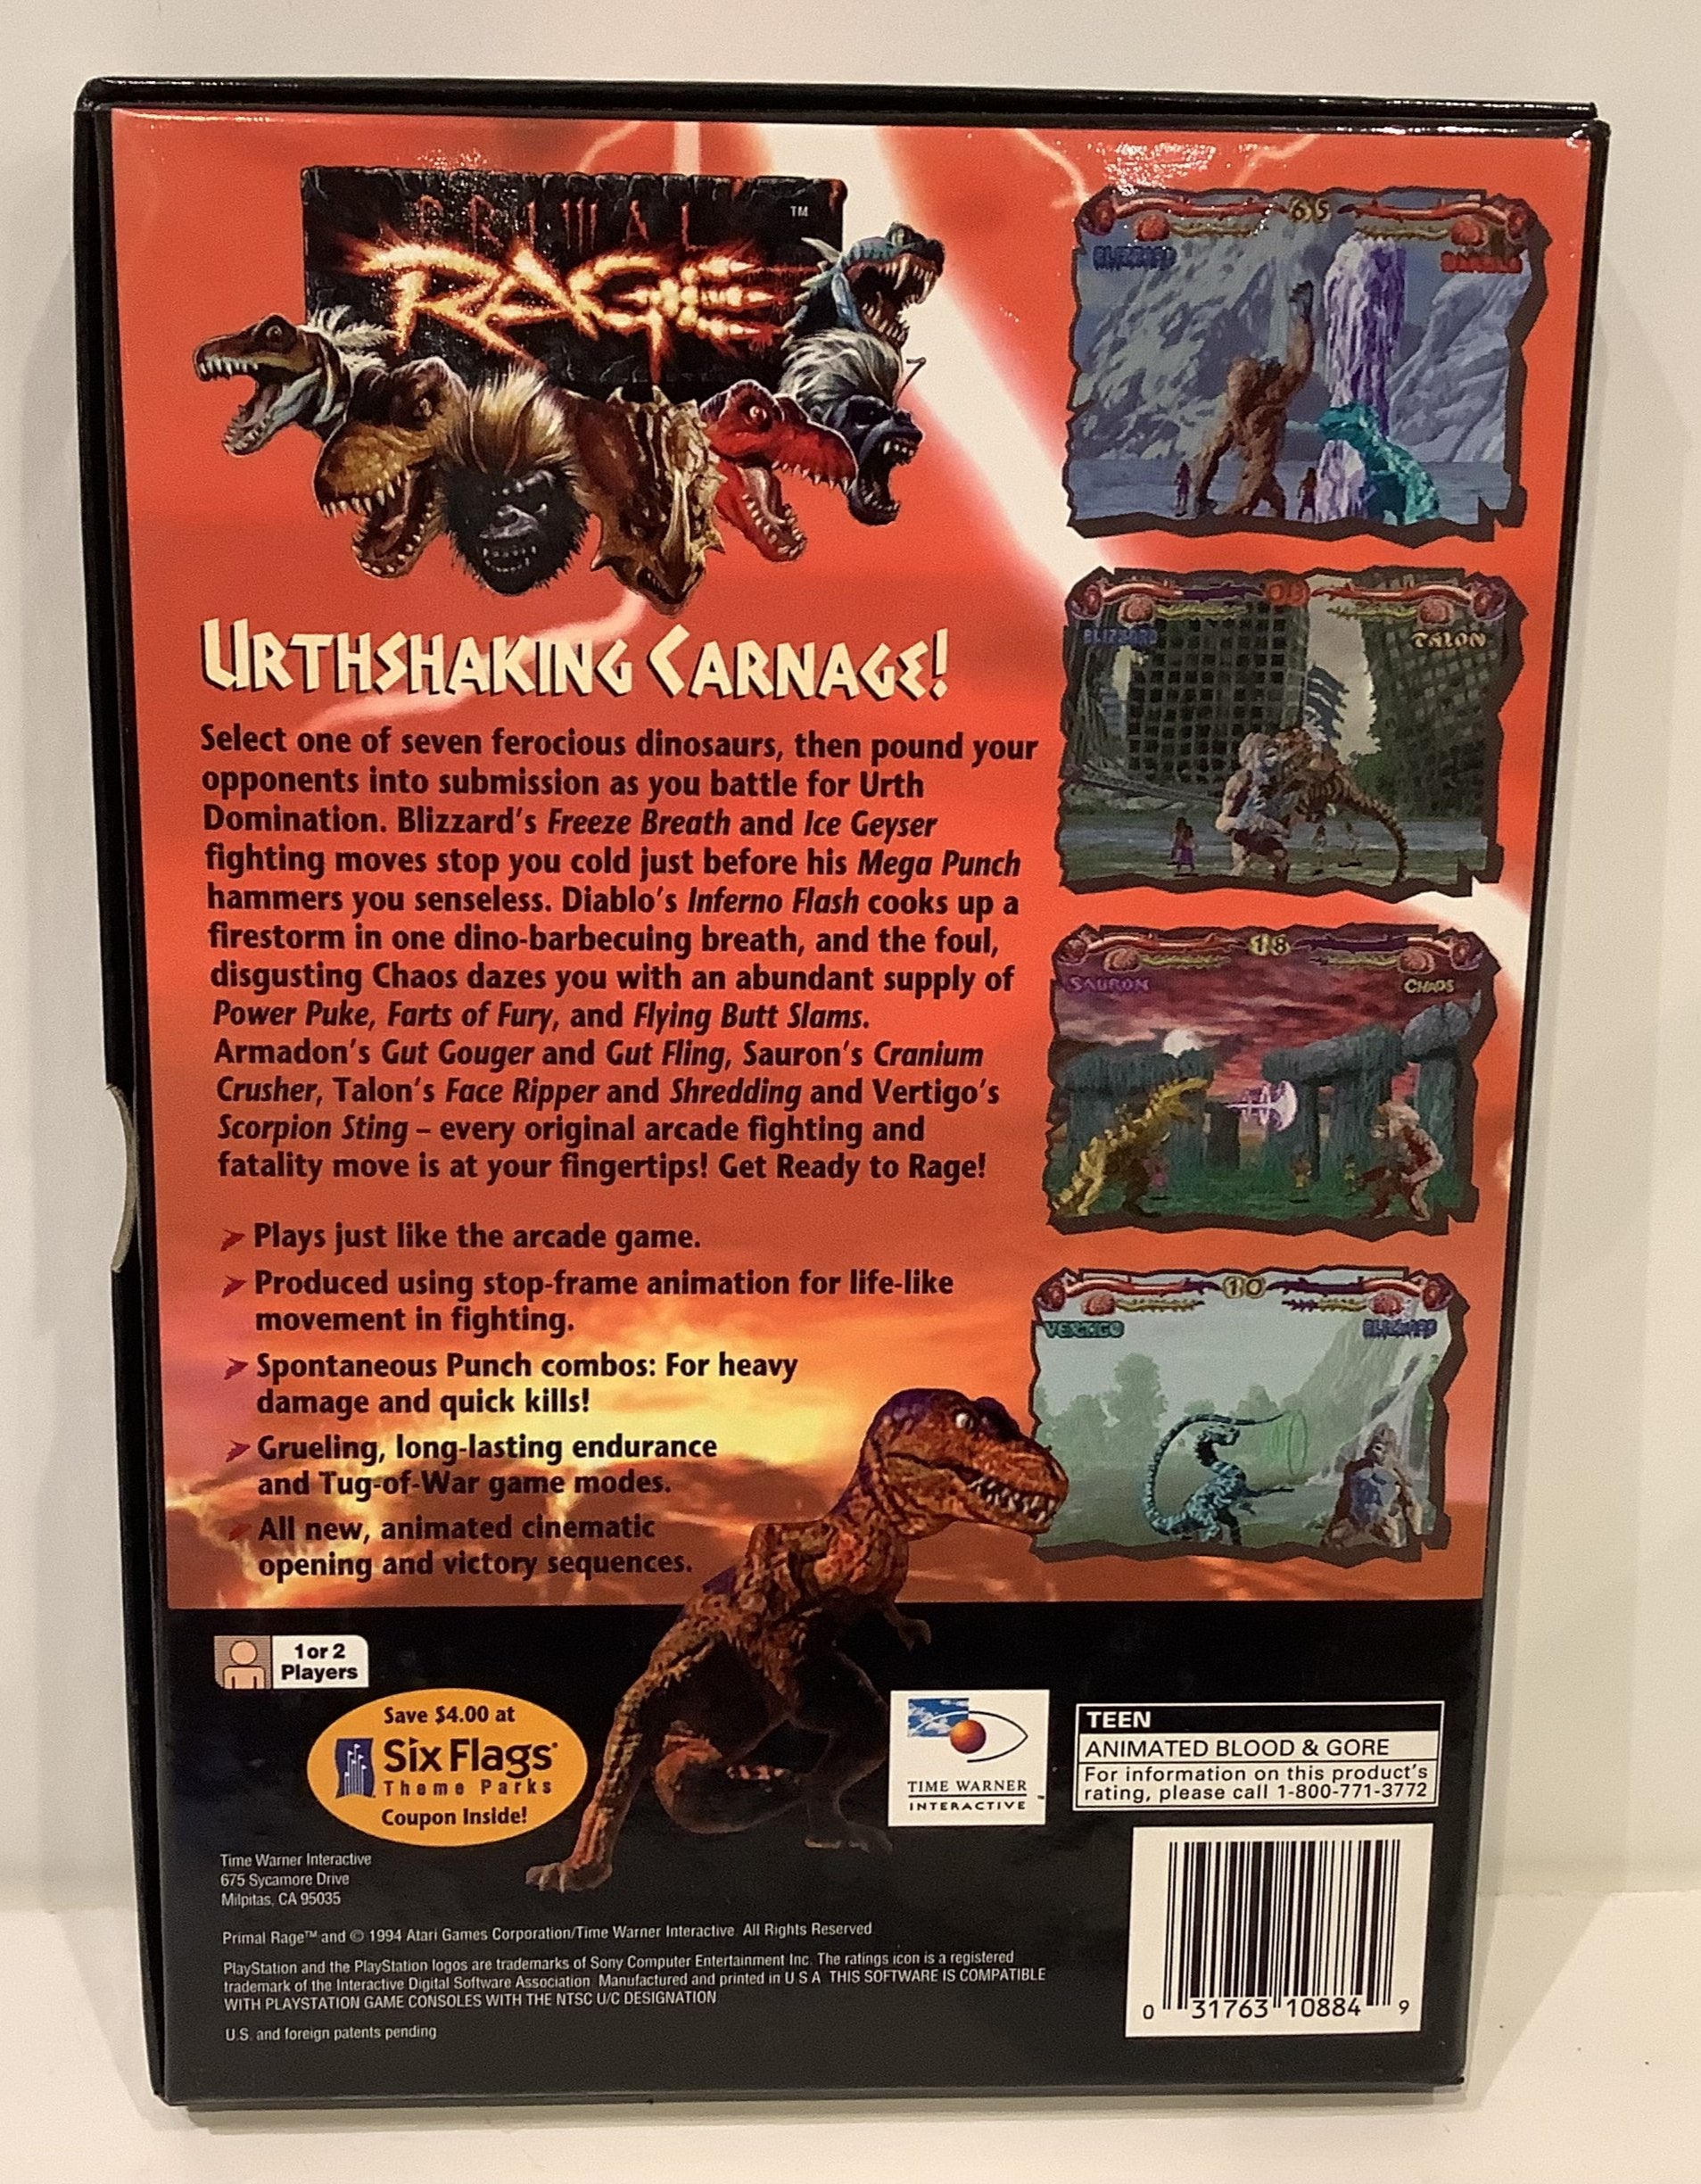 PRIMAL
RAGE™
URTHSHAKING CARNAGE!
Select one of seven ferocious dinosaurs, then pound your
opponents into submission as you battle for Urth
Domination. Blizzard's Freeze Breath and Ice Geyser
fighting moves stop you cold just before his Mega Punch
hammers you senseless. Diablo's Inferno Flash cooks up a
firestorm in one dino-barbecuing breath, and the foul,
disgusting Chaos dazes you with an abundant supply of
Power Puke, Farts of Fury, and Flying Butt Slams.
Armadon's Gut Gouger and Gut Fling, Sauron's Cranium
Crusher, Talon's Face Ripper and Shredding and Vertigo's
Scorpion Sting – every original arcade fighting and
fatality move is at your fingertips! Get Ready to Rage!
Plays just like the arcade game.
Produced using stop-frame animation for life-like
movement in fighting.
Spontaneous Punch combos: For heavy
damage and quick kills!
Grueling, long-lasting endurance
and Tug-of-War game modes.
All new, animated cinematic
opening and victory sequences.
65
BLIZZARD
BLIZZARD TALON
18
SAURON CHAOS
10
VERTIGO BLIZZARD
1 or 2
Players
Save $4.00 at
Six Flags®
Theme Parks
Coupon Inside!
TIME WARNER
INTERACTIVE™
TEEN
ANIMATED BLOOD & GORE
For information on this product's
rating, please call 1-800-771-3772
Time Warner Interactive
675 Sycamore Drive
Milpitas, CA 95035
Primal Rage™ and © 1994 Atari Games Corporation/Time Warner Interactive. All Rights Reserved
PlayStation and the PlayStation logos are trademarks of Sony Computer Entertainment Inc. The ratings icon is a registered
trademark of the Interactive Digital Software Association. Manufactured and printed in U S A THIS SOFTWARE IS COMPATIBLE
WITH PLAYSTATION GAME CONSOLES WITH THE NTSC U/C DESIGNATION
U.S. and foreign patents pending
0 31763 10884 9